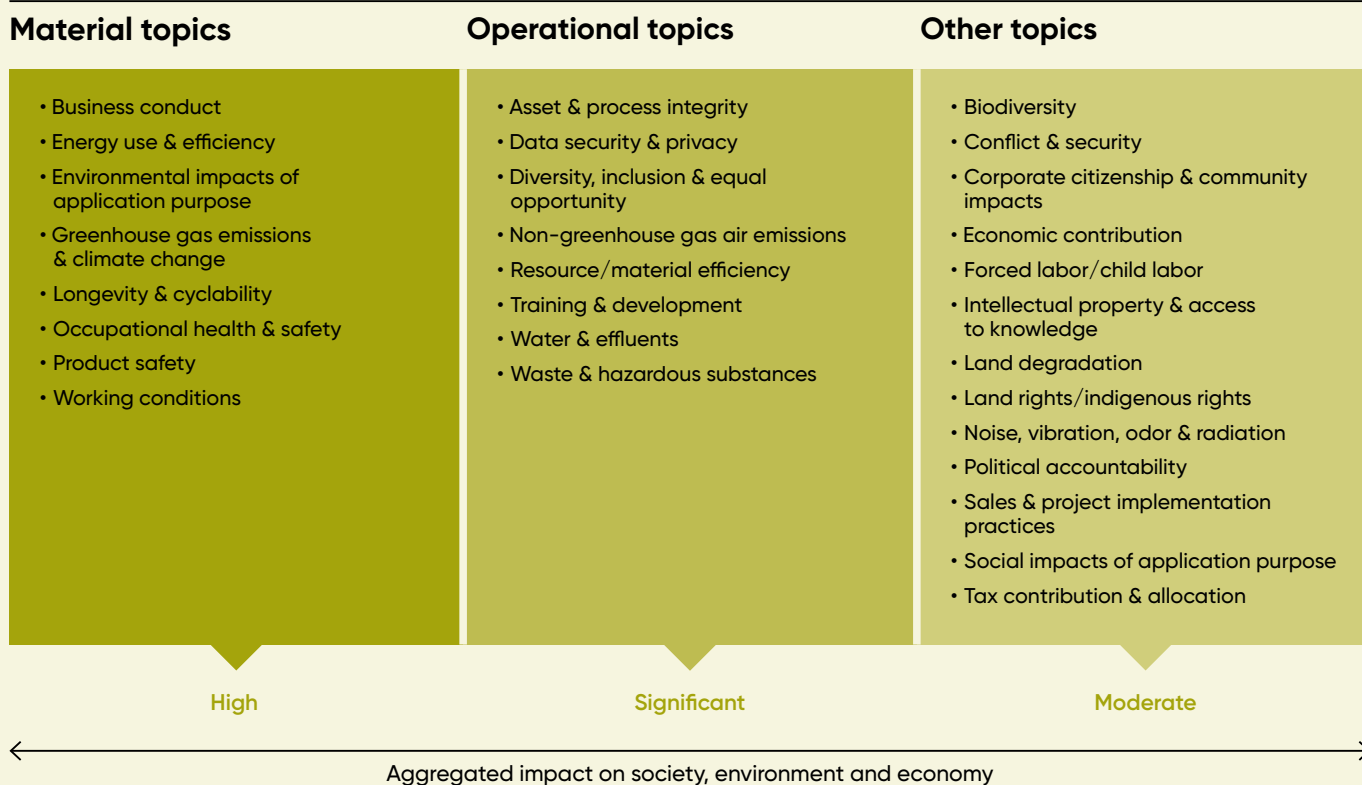 Material topics
• Business conduct
• Energy use & efficiency
• Environmental impacts of
application purpose
• Greenhouse gas emissions
& climate change
• Longevity & cyclability
• Occupational health & safety
• Product safety
• Working conditions
High
Operational topics
• Asset & process integrity
• Data security & privacy
• Diversity, inclusion & equal
opportunity
• Non-greenhouse gas air emissions
• Resource/material efficiency
• Training & development
• Water & effluents
• Waste & hazardous substances
Significant
Other topics
• Biodiversity
• Conflict & security
• Corporate citizenship & community
impacts
• Economic contribution
• Forced labor/child labor
• Intellectual property & access
to knowledge
• Land degradation
• Land rights/indigenous rights
• Noise, vibration, odor & radiation
• Political accountability
• Sales & project implementation
practices
• Social impacts of application purpose
• Tax contribution & allocation
Moderate
Aggregated impact on society, environment and economy